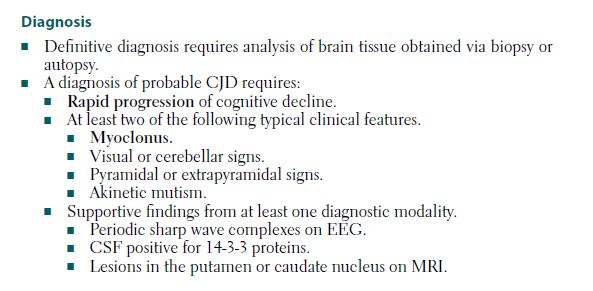 Diagnosis
■ Definitive diagnosis requires analysis of brain tissue obtained via biopsy or
autopsy.
■ A diagnosis of probable CJD requires:
■ Rapid progression of cognitive decline.
■ At least two of the following typical clinical features.
■ Myoclonus.
■ Visual or cerebellar signs.
■ Pyramidal or extrapyramidal signs.
■ Akinetic mutism.
■ Supportive findings from at least one diagnostic modality.
■ Periodic sharp wave complexes on EEG.
■ CSF positive for 14-3-3 proteins.
■ Lesions in the putamen or caudate nucleus on MRI.